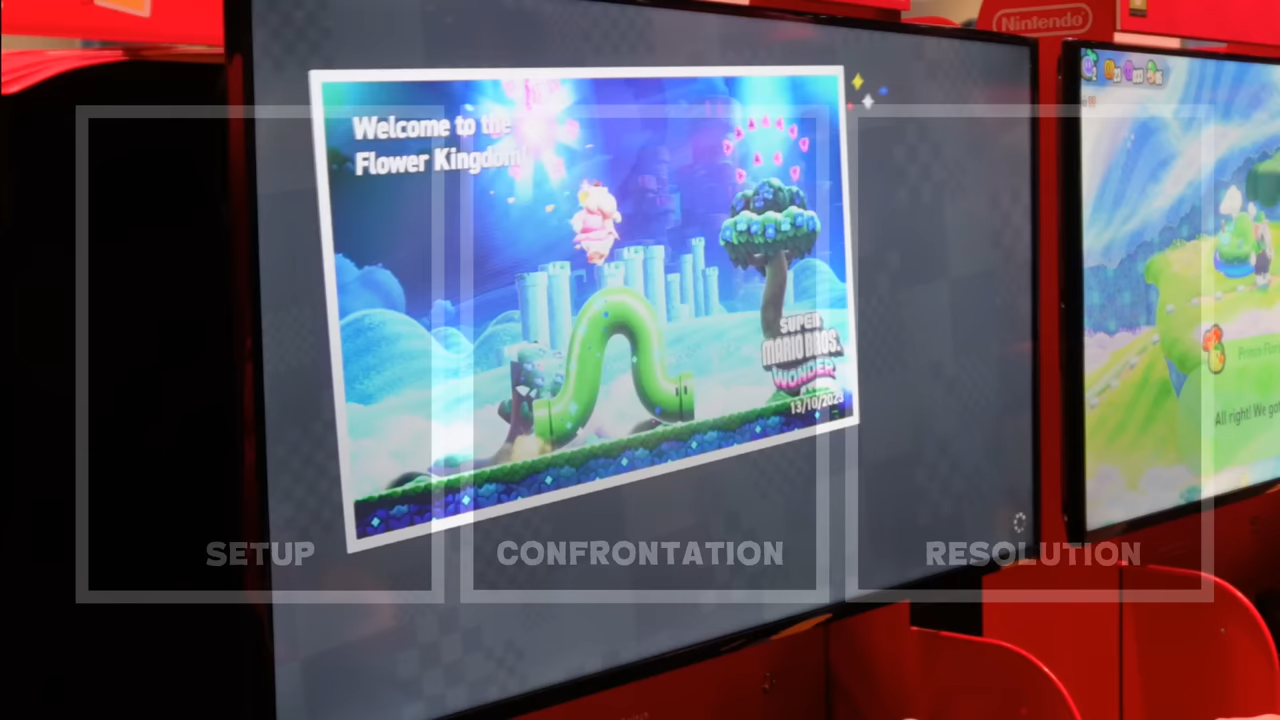 Nintendo
Welcome to the
Flower Kingdom!
SUPER
MARIO BROS.
WONDER
13/10/2023
All right! We got
SETUP
CONFRONTATION
RESOLUTION